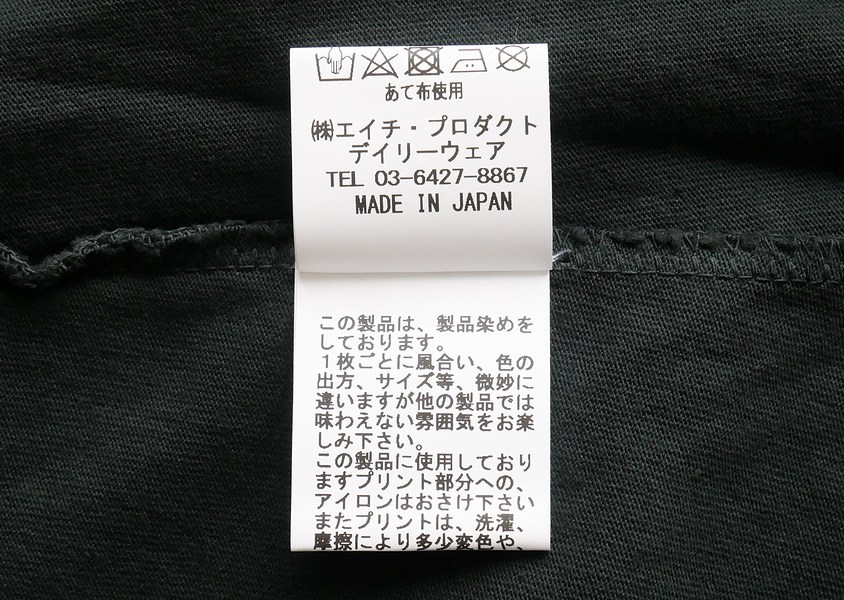 あて布使用
㈱エイチ・プロダクト
デイリーウェア
TEL 03-6427-8867
MADE IN JAPAN
この製品は、製品染めを
しております。
1枚ごとに風合い、色の
出方、サイズ等、微妙に
違いますが他の製品では
味わえない雰囲気をお楽
しみ下さい。
この製品に使用しており
ますプリント部分への、
アイロンはおさけ下さい
またプリントは、洗濯、
摩擦により多少変色や、